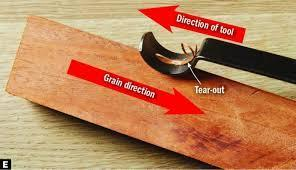 Direction of tool
Grain direction
Tear-out
E